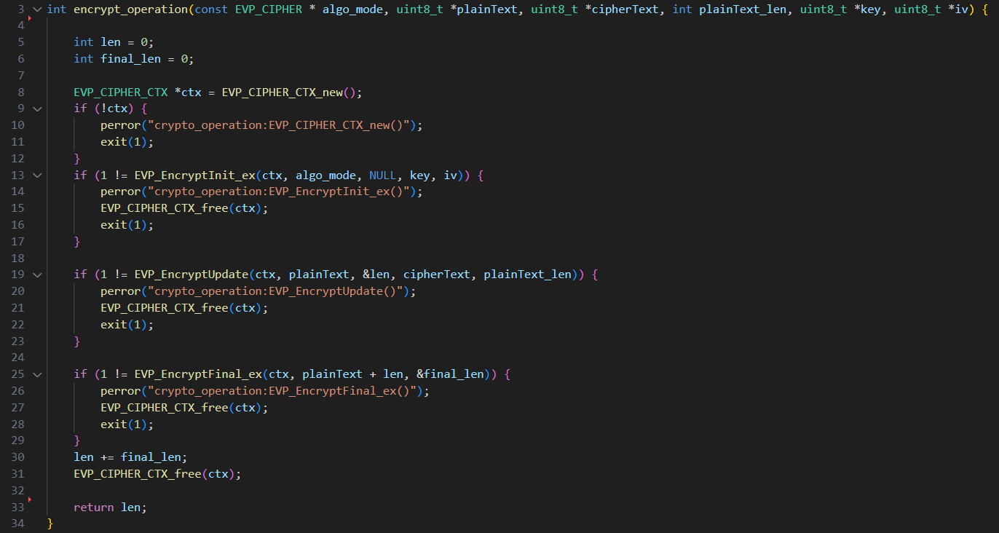 3 int encrypt_operation(const EVP_CIPHER * algo_mode, uint8_t *plainText, uint8_t *cipherText, int plainText_len, uint8_t *key, uint8_t *iv) {
4
5     int len = 0;
6     int final_len = 0;
7
8     EVP_CIPHER_CTX *ctx = EVP_CIPHER_CTX_new();
9     if (!ctx) {
10         perror("crypto_operation:EVP_CIPHER_CTX_new()");
11         exit(1);
12     }
13     if (1 != EVP_EncryptInit_ex(ctx, algo_mode, NULL, key, iv)) {
14         perror("crypto_operation:EVP_EncryptInit_ex()");
15         EVP_CIPHER_CTX_free(ctx);
16         exit(1);
17     }
18
19     if (1 != EVP_EncryptUpdate(ctx, plainText, &len, cipherText, plainText_len)) {
20         perror("crypto_operation:EVP_EncryptUpdate()");
21         EVP_CIPHER_CTX_free(ctx);
22         exit(1);
23     }
24
25     if (1 != EVP_EncryptFinal_ex(ctx, plainText + len, &final_len)) {
26         perror("crypto_operation:EVP_EncryptFinal_ex()");
27         EVP_CIPHER_CTX_free(ctx);
28         exit(1);
29     }
30     len += final_len;
31     EVP_CIPHER_CTX_free(ctx);
32
33     return len;
34 }